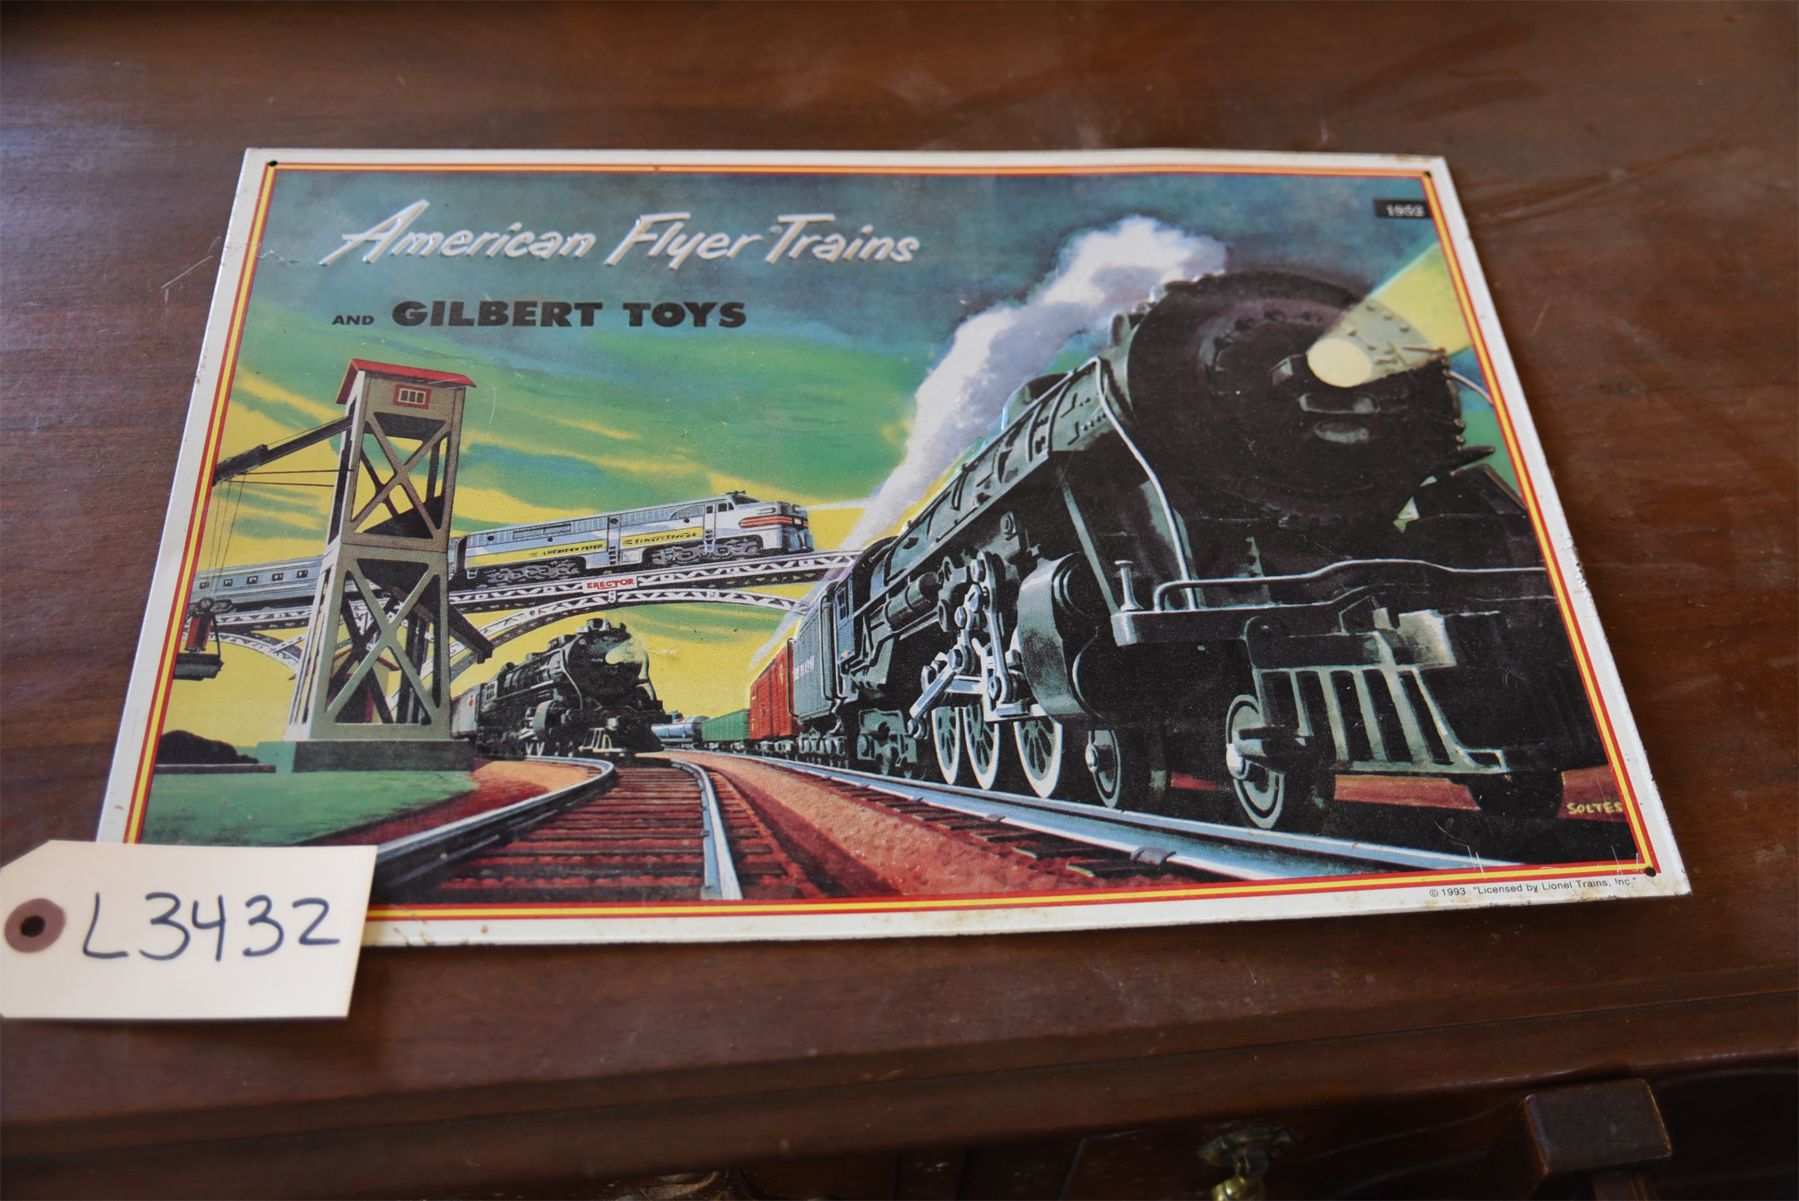 American Flyer Trains
1952
AND GILBERT TOYS
AMERICAN FLYER
ERECTOR
SOLTES
© 1993 "Licensed by Lionel Trains, Inc."
L3432